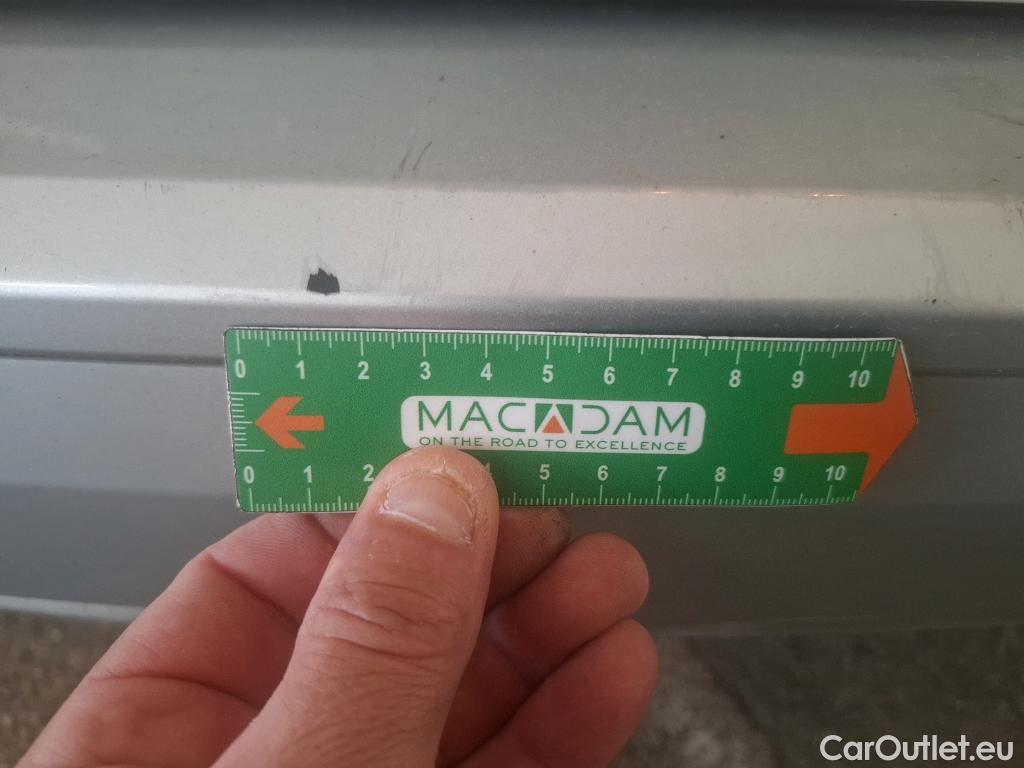 0 1 2 3 4 5 6 7 8 9 10
MACADAM
ON THE ROAD TO EXCELLENCE
0 1 2 4 5 6 7 8 9 10
CarOutlet.eu